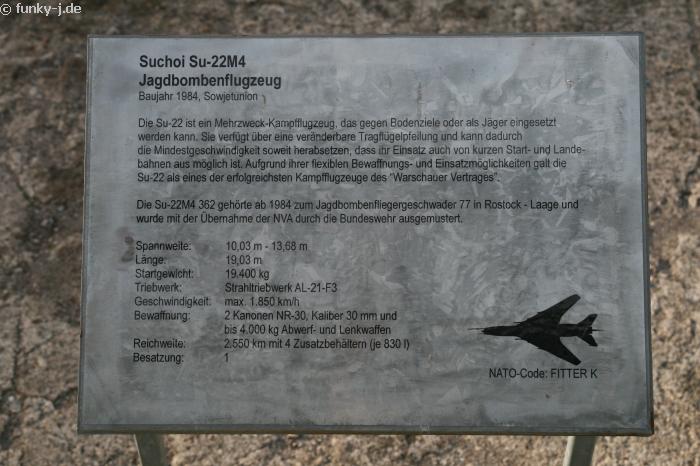 © funky-j.de
Suchoi Su-22M4
Jagdbombenflugzeug
Baujahr 1984, Sowjetunion
Die Su-22 ist ein Mehrzweck-Kampfflugzeug, das gegen Bodenziele oder als Jäger eingesetzt
werden kann. Sie verfügt über eine veränderbare Tragflügelpfeilung und kann dadurch
die Mindestgeschwindigkeit soweit herabsetzen, dass ihr Einsatz auch von kurzen Start- und Lande-
bahnen aus möglich ist. Aufgrund ihrer flexiblen Bewaffnungs- und Einsatzmöglichkeiten galt die
Su-22 als eines der erfolgreichsten Kampfflugzeuge des "Warschauer Vertrages".
Die Su-22M4 362 gehörte ab 1984 zum Jagdbombenfliegergeschwader 77 in Rostock - Laage und
wurde mit der Übernahme der NVA durch die Bundeswehr ausgemustert.
Spannweite: 10,03 m - 13,68 m
Länge: 19,03 m
Startgewicht: 19.400 kg
Triebwerk: Strahltriebwerk AL-21-F3
Geschwindigkeit: max. 1.850 km/h
Bewaffnung: 2 Kanonen NR-30, Kaliber 30 mm und
bis 4.000 kg Abwerf- und Lenkwaffen
Reichweite: 2.550 km mit 4 Zusatzbehältern (je 830 l)
Besatzung: 1
NATO-Code: FITTER K